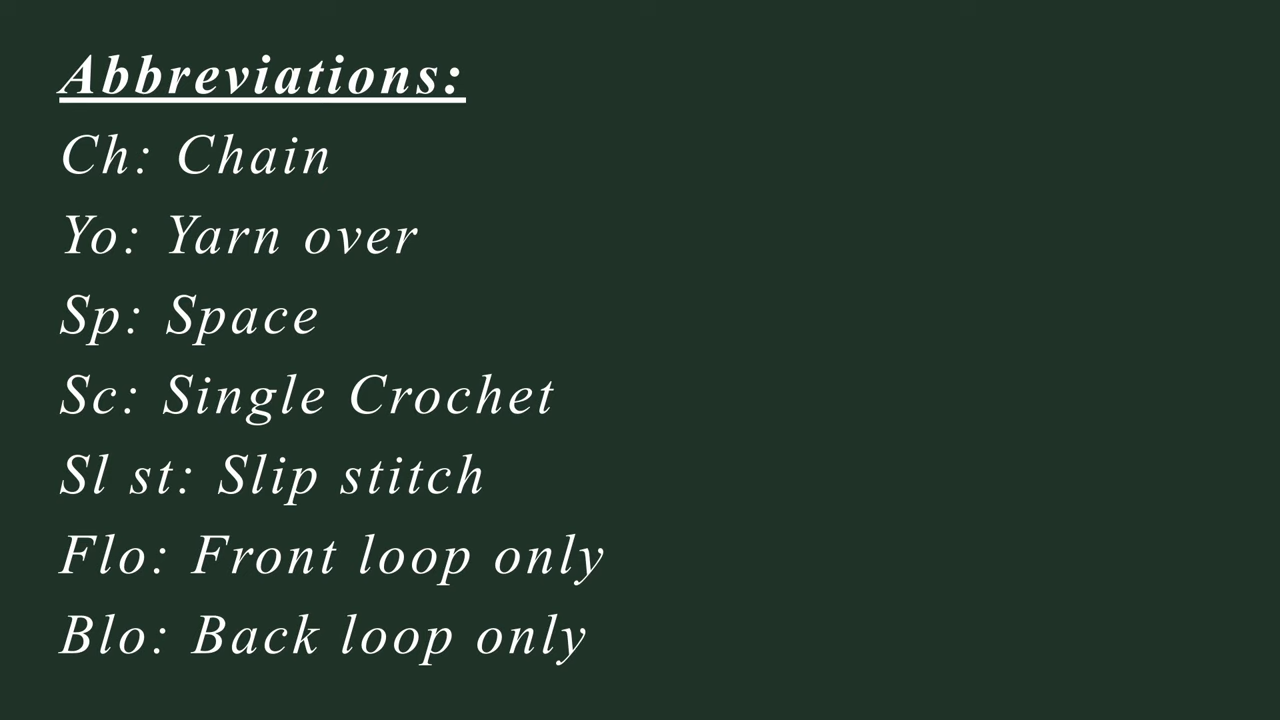 Abbreviations:
Ch: Chain
Yo: Yarn over
Sp: Space
Sc: Single Crochet
Sl st: Slip stitch
Flo: Front loop only
Blo: Back loop only